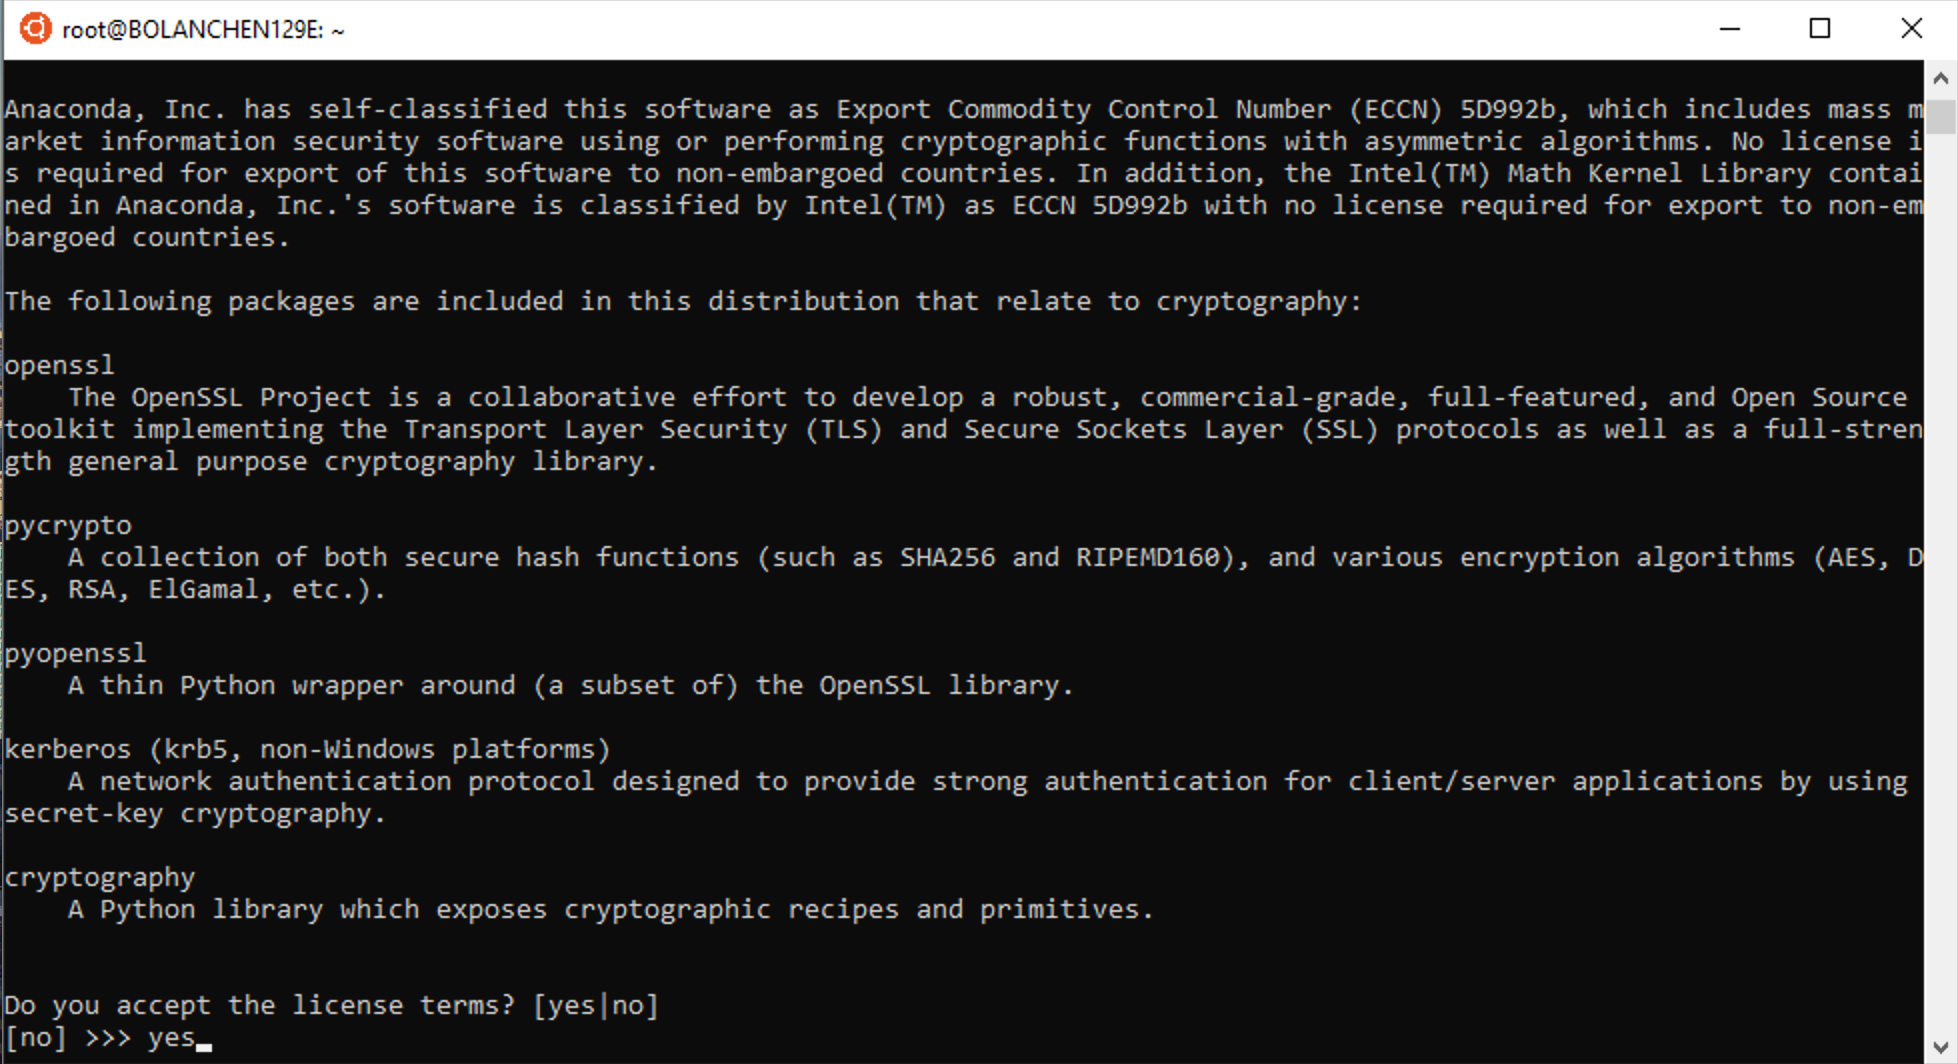 root@BOLANCHEN129E: ~
Anaconda, Inc. has self-classified this software as Export Commodity Control Number (ECCN) 5D992b, which includes mass m
arket information security software using or performing cryptographic functions with asymmetric algorithms. No license i
s required for export of this software to non-embargoed countries. In addition, the Intel(TM) Math Kernel Library contai
ned in Anaconda, Inc.'s software is classified by Intel(TM) as ECCN 5D992b with no license required for export to non-em
bargoed countries.
The following packages are included in this distribution that relate to cryptography:
openssl
The OpenSSL Project is a collaborative effort to develop a robust, commercial-grade, full-featured, and Open Source
toolkit implementing the Transport Layer Security (TLS) and Secure Sockets Layer (SSL) protocols as well as a full-stren
gth general purpose cryptography library.
pycrypto
A collection of both secure hash functions (such as SHA256 and RIPEMD160), and various encryption algorithms (AES, D
ES, RSA, ElGamal, etc.).
pyopenssl
A thin Python wrapper around (a subset of) the OpenSSL library.
kerberos (krb5, non-Windows platforms)
A network authentication protocol designed to provide strong authentication for client/server applications by using
secret-key cryptography.
cryptography
A Python library which exposes cryptographic recipes and primitives.
Do you accept the license terms? [yes|no]
[no] >>> yes